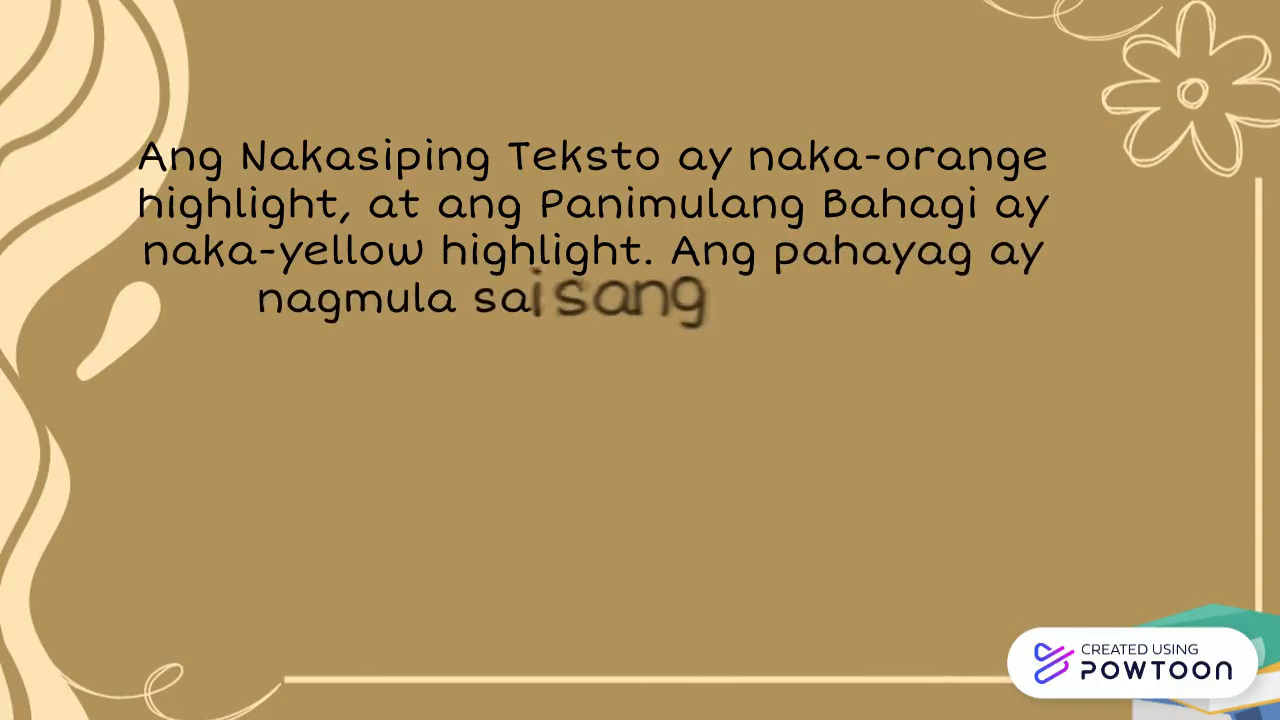 Ang Nakasiping Teksto ay naka-orange
highlight, at ang Panimulang Bahagi ay
naka-yellow highlight. Ang pahayag ay
nagmula sa isang
CREATED USING
POWTOON